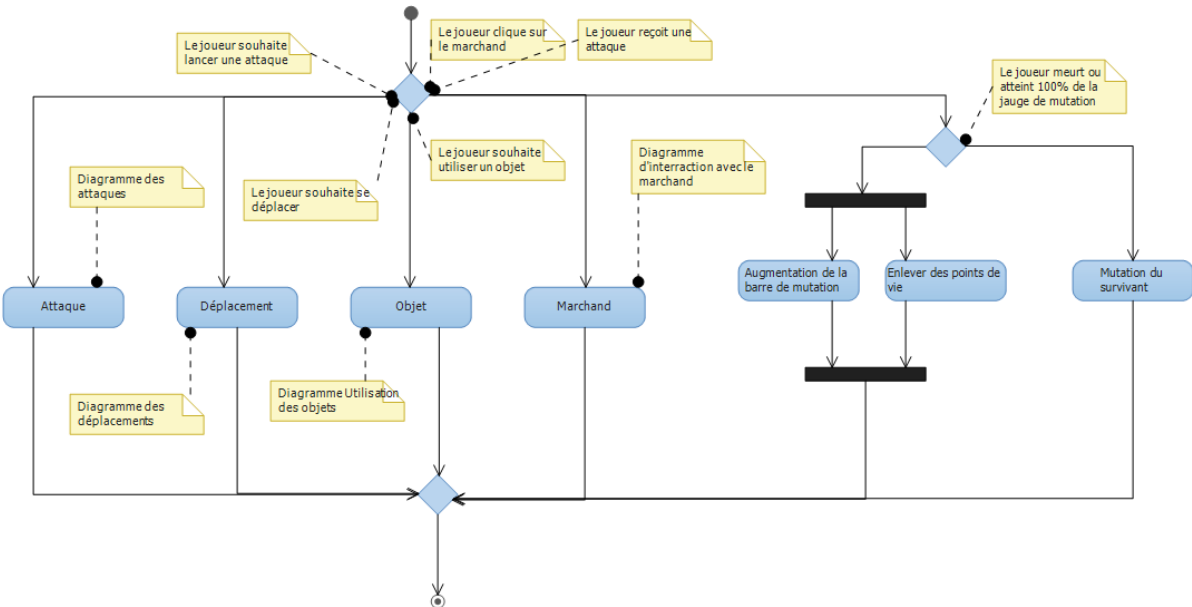 Le joueur souhaite
lancer une attaque
Le joueur clique sur
le marchand
Le joueur reçoit une
attaque
Le joueur meurt ou
atteint 100% de la
jauge de mutation
Diagramme des
attaques
Le joueur souhaite se
déplacer
Le joueur souhaite
utiliser un objet
Diagramme
d'interraction avec le
marchand
Attaque
Déplacement
Objet
Marchand
Augmentation de la
barre de mutation
Enlever des points de
vie
Mutation du
survivant
Diagramme des
déplacements
Diagramme Utilisation
des objets